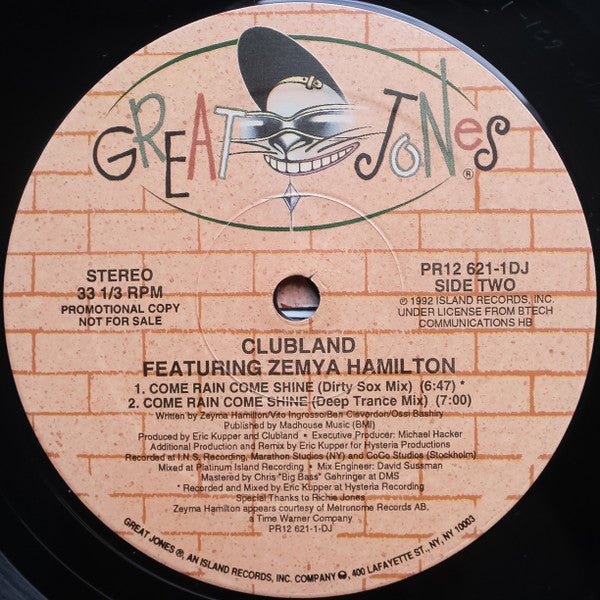 GREAT JONES ®
STEREO
33 1/3 RPM
PROMOTIONAL COPY
NOT FOR SALE
PR12 621-1DJ
SIDE TWO
℗ 1992 ISLAND RECORDS, INC.
UNDER LICENSE FROM BTECH
COMMUNICATIONS HB
CLUBLAND
FEATURING ZEMYA HAMILTON
1. COME RAIN COME SHINE (Dirty Sox Mix) (6:47) *
2. COME RAIN COME SHINE (Deep Trance Mix) (7:00)
Written by Zeyma Hamilton/Vito Ingrosso/Ben Clevordon/Ossi Bashiry
Published by Madhouse Music (BMI)
Produced by Eric Kupper and Clubland • Executive Producer: Michael Hacker
Additional Production and Remix by Eric Kupper for Hysteria Productions
Recorded at I.N.S. Recording, Marathon Studios (NY) and CoCo Studios (Stockholm)
Mixed at Platinum Island Recording • Mix Engineer: David Sussman
Mastered by Chris "Big Bass" Gehringer at DMS
* Recorded and Mixed by Eric Kupper at Hysteria Recording
Special Thanks to Richie Jones
Zeyma Hamilton appears courtesy of Metronome Records AB,
a Time Warner Company
PR12 621-1-DJ
GREAT JONES ®, AN ISLAND RECORDS, INC. COMPANY, 400 LAFAYETTE ST., NY, NY 10003